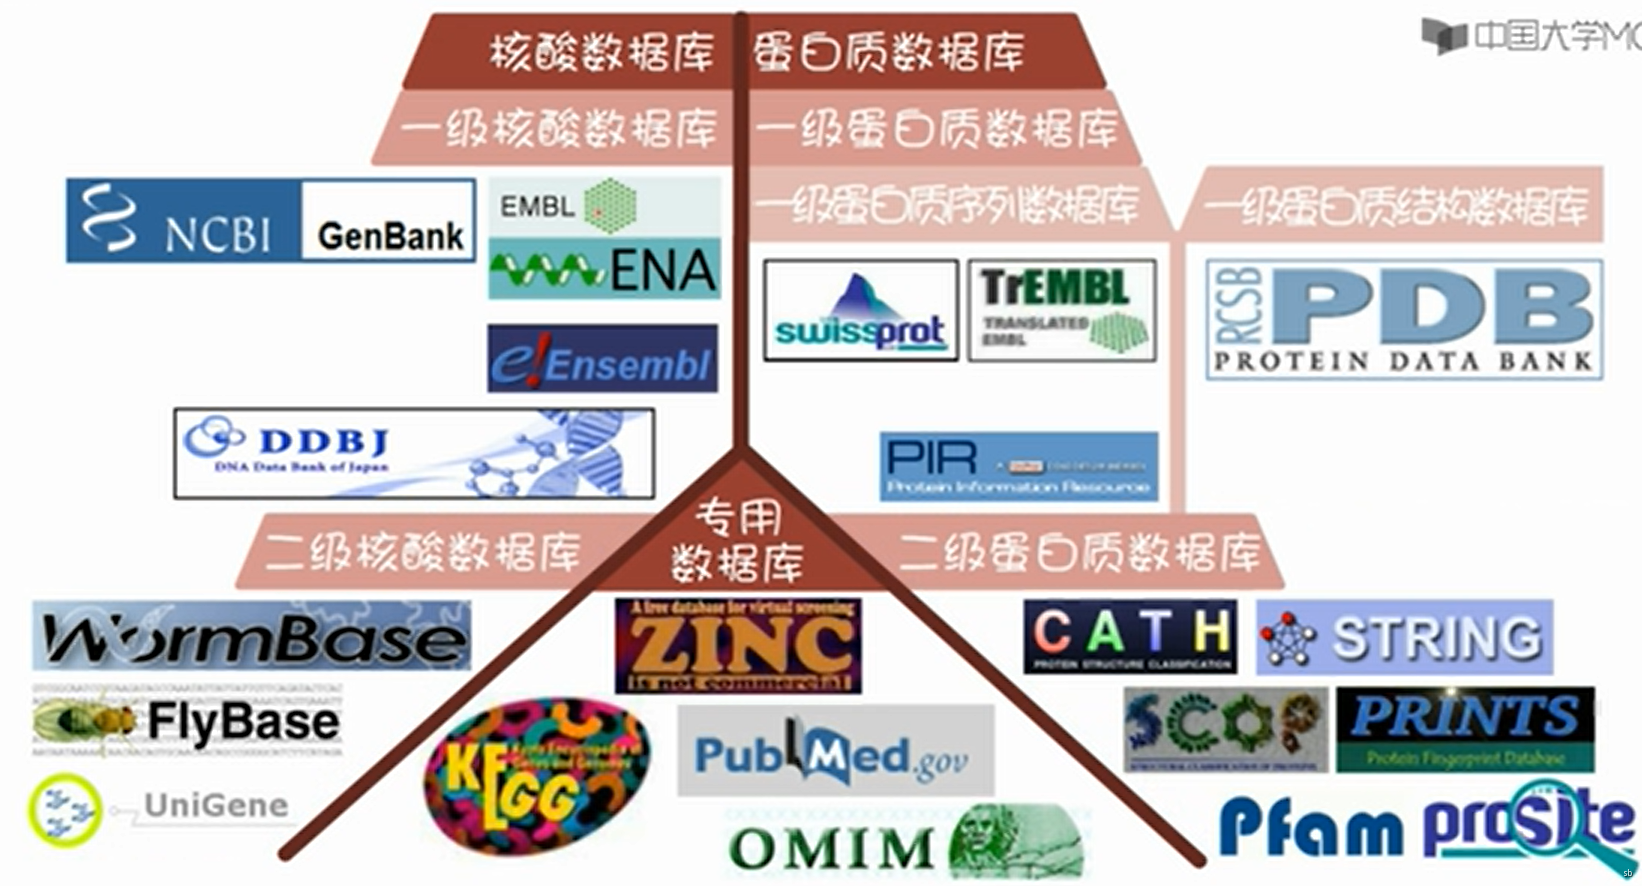 核酸数据库
蛋白质数据库
中国大学MO
一级核酸数据库
一级蛋白质数据库
一级蛋白质序列数据库
一级蛋白质结构数据库
NCBI
GenBank
EMBL
ENA
e!Ensembl
DDBJ
DNA Data Bank of Japan
swissprot
TrEMBL
TRANSLATED
EMBL
RCSB
PDB
PROTEIN DATA BANK
PIR
Protein Information Resource
专用
数据库
二级核酸数据库
二级蛋白质数据库
WormBase
FlyBase
UniGene
A free database for virtual screening
ZINC
is not commercial
KEGG
Kyoto Encyclopedia of
Genes and Genomes
PubMed.gov
OMIM
CATH
PROTEIN STRUCTURE CLASSIFICATION
STRING
SCOP
STRUCTURAL CLASSIFICATION OF PROTEINS
PRINTS
Protein Fingerprint Database
Pfam
proSite
sb